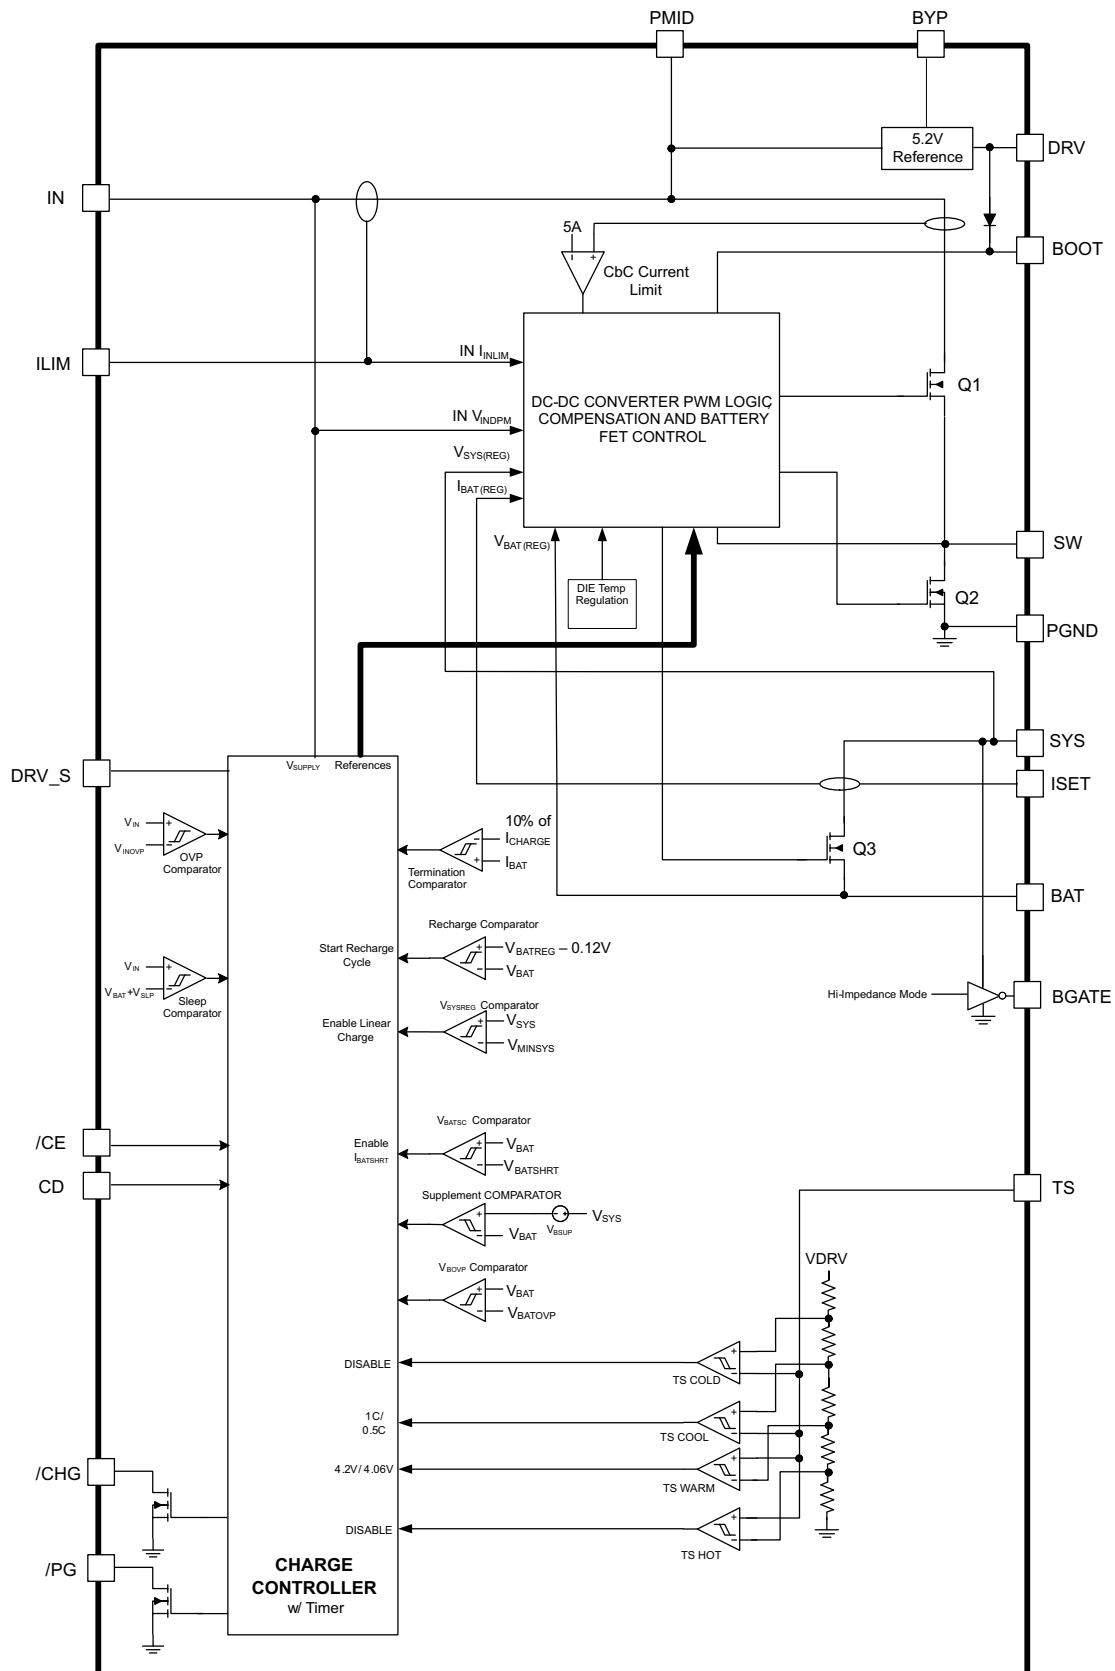 PMID
BYP
5.2V
Reference
DRV
IN
5A
CbC Current
Limit
BOOT
ILIM
IN IINLIM
Q1
DC-DC CONVERTER PWM LOGIC,
COMPENSATION AND BATTERY
FET CONTROL
IN VINDPM
VSYS(REG)
IBAT(REG)
VBAT(REG)
SW
DIE Temp
Regulation
Q2
PGND
SYS
DRV_S
VSUPPLY
References
ISET
VIN
+
VINOVP
-
OVP
Comparator
10% of
ICHARGE
-
IBAT
+
Termination
Comparator
Q3
BAT
Recharge Comparator
Start Recharge
Cycle
+
VBATREG – 0.12V
-
VBAT
VIN
+
VBAT+VSLP
-
Sleep
Comparator
Hi-Impedance Mode
BGATE
VSYSREG Comparator
Enable Linear
Charge
+
VSYS
-
VMINSYS
/CE
VBATSC Comparator
Enable
IBATSHRT
+
VBAT
-
VBATSHRT
CD
TS
Supplement COMPARATOR
+
- +
VSYS
VBSUP
-
VBAT
VDRV
VBOVP Comparator
+
VBAT
-
VBATOVP
DISABLE
+
-
TS COLD
1C/
0.5C
+
-
TS COOL
4.2V/ 4.06V
+
-
TS WARM
/CHG
DISABLE
+
-
TS HOT
/PG
CHARGE
CONTROLLER
w/ Timer